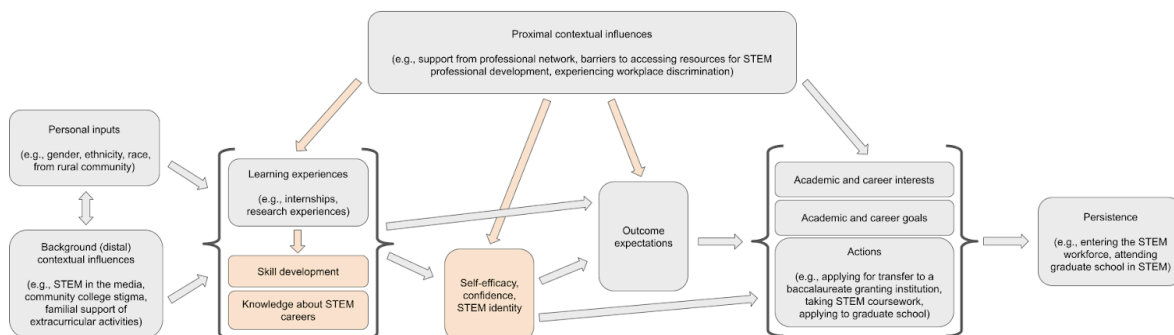 Proximal contextual influences
(e.g., support from professional network, barriers to accessing resources for STEM
professional development, experiencing workplace discrimination)
Personal inputs
(e.g., gender, ethnicity, race,
from rural community)
Background (distal)
contextual influences
(e.g., STEM in the media,
community college stigma,
familial support of
extracurricular activities)
Learning experiences
(e.g., internships,
research experiences)
Skill development
Knowledge about STEM
careers
Self-efficacy,
confidence,
STEM identity
Outcome
expectations
Academic and career interests
Academic and career goals
Actions
(e.g., applying for transfer to a
baccalaureate granting institution,
taking STEM coursework,
applying to graduate school)
Persistence
(e.g., entering the STEM
workforce, attending
graduate school in STEM)